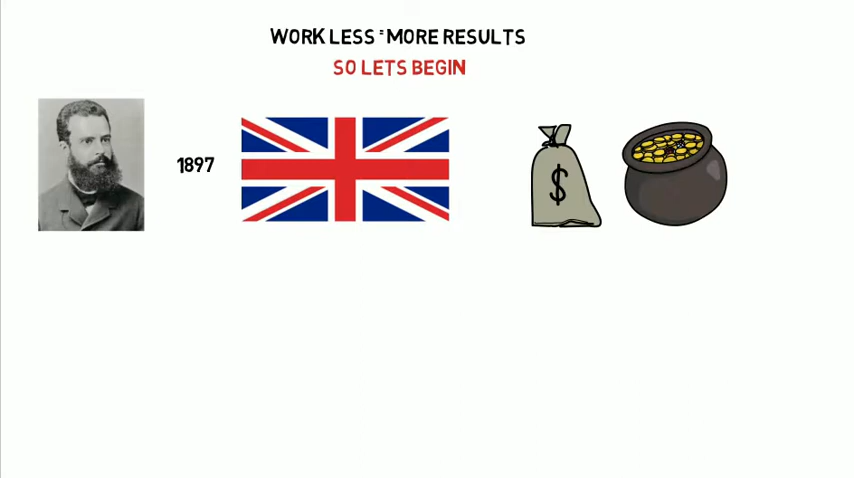 WORK LESS = MORE RESULTS
SO LETS BEGIN
1897
$